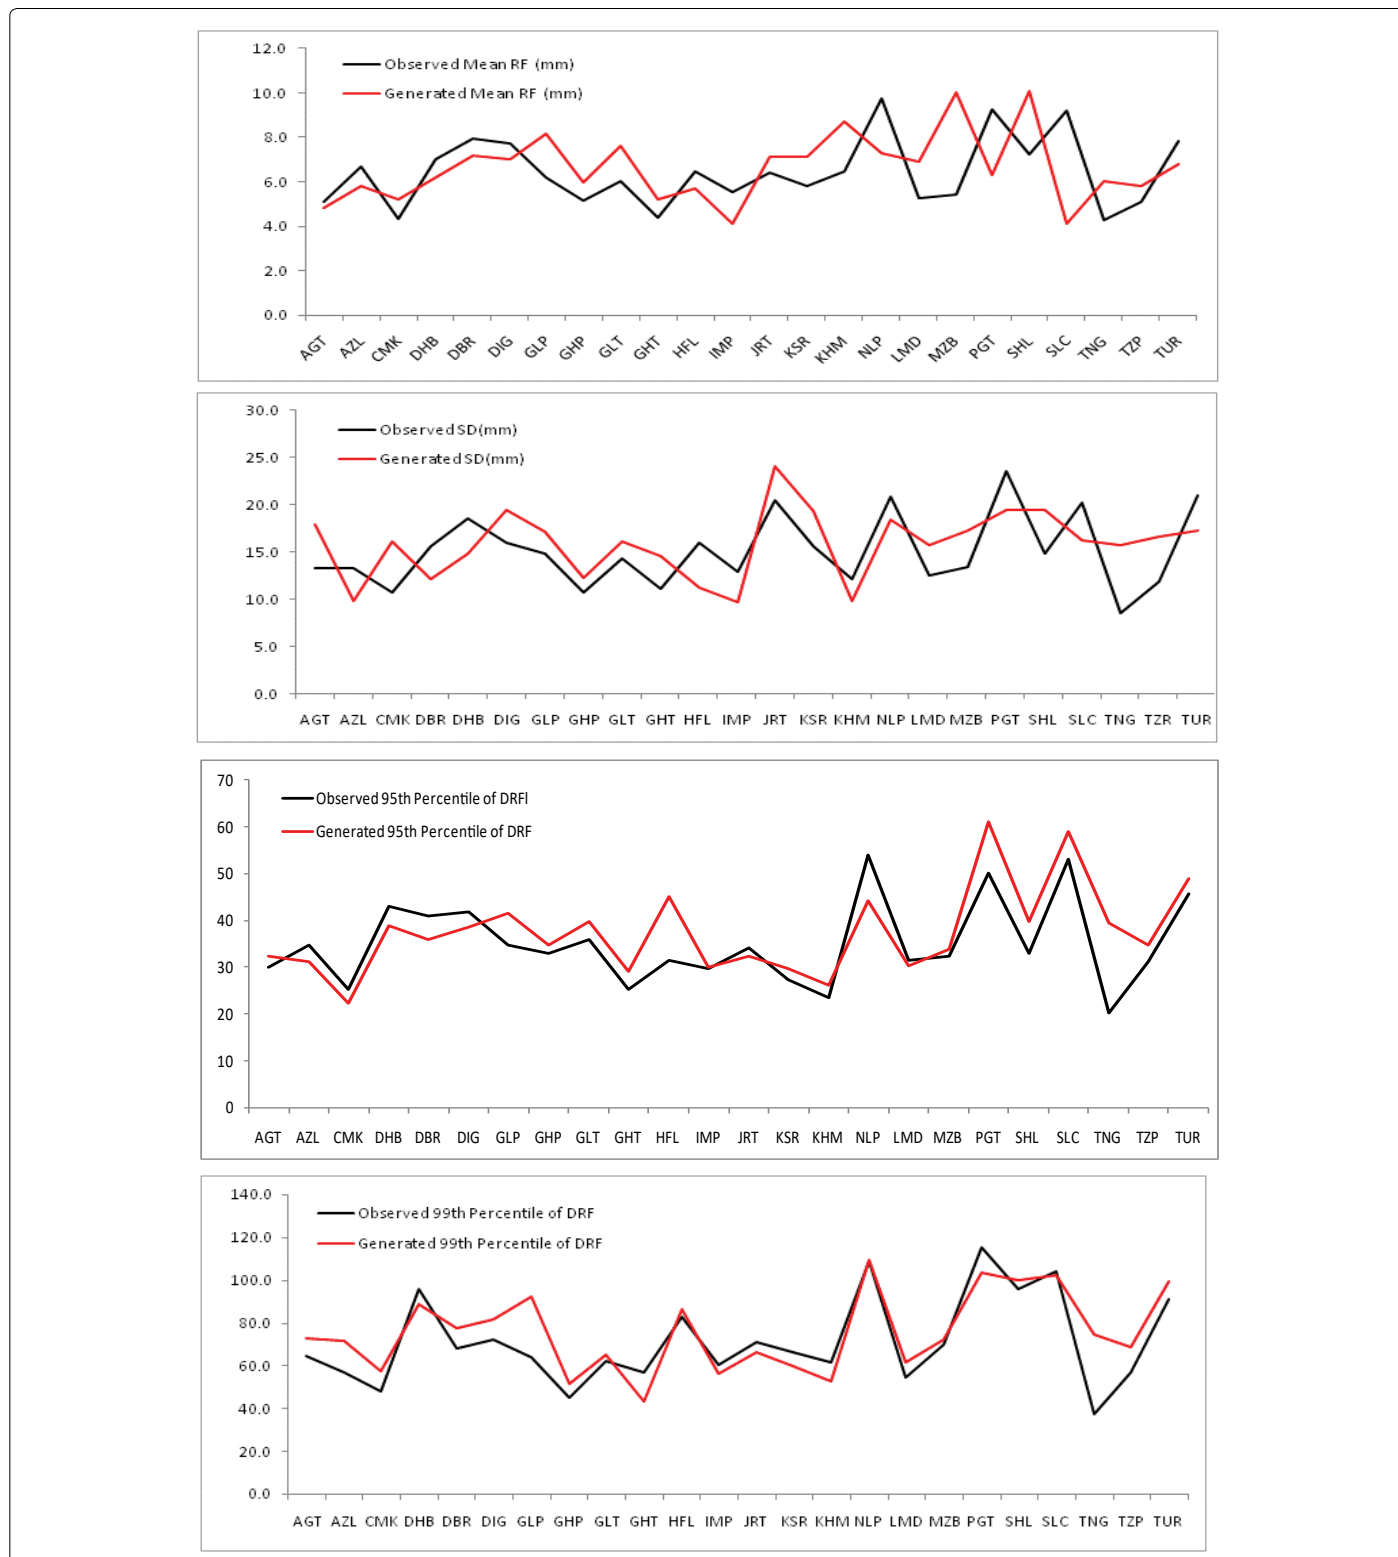 12.0
Observed Mean RF (mm)
10.0
Generated Mean RF (mm)
8.0
6.0
4.0
2.0
0.0
AGT AZL CMK DHB DBR DIG GLP GHP GLT GHT HFL IMP JRT KSR KHM NLP LMD MZB PGT SHL SLC TNG TZP TUR
30.0
Observed SD(mm)
25.0
Generated SD(mm)
20.0
15.0
10.0
5.0
0.0
AGT AZL CMK DBR DHB DIG GLP GHP GLT GHT HFL IMP JRT KSR KHM NLP LMD MZB PGT SHL SLC TNG TZR TUR
70
Observed 95th Percentile of DRFl
60
Generated 95th Percentile of DRF
50
40
30
20
10
0
AGT AZL CMK DHB DBR DIG GLP GHP GLT GHT HFL IMP JRT KSR KHM NLP LMD MZB PGT SHL SLC TNG TZP TUR
140.0
Observed 99th Percentile of DRF
120.0
Generated 99th Percentile of DRF
100.0
80.0
60.0
40.0
20.0
0.0
AGT AZL CMK DHB DBR DIG GLP GHP GLT GHT HFL IMP JRT KSR KHM NLP LMD MZB PGT SHL SLC TNG TZP TUR